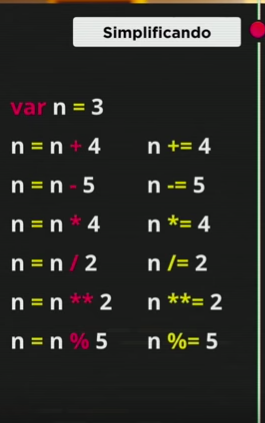 Simplificando
var n = 3
n = n + 4 n += 4
n = n - 5 n -= 5
n = n * 4 n *= 4
n = n / 2 n /= 2
n = n ** 2 n **= 2
n = n % 5 n %= 5